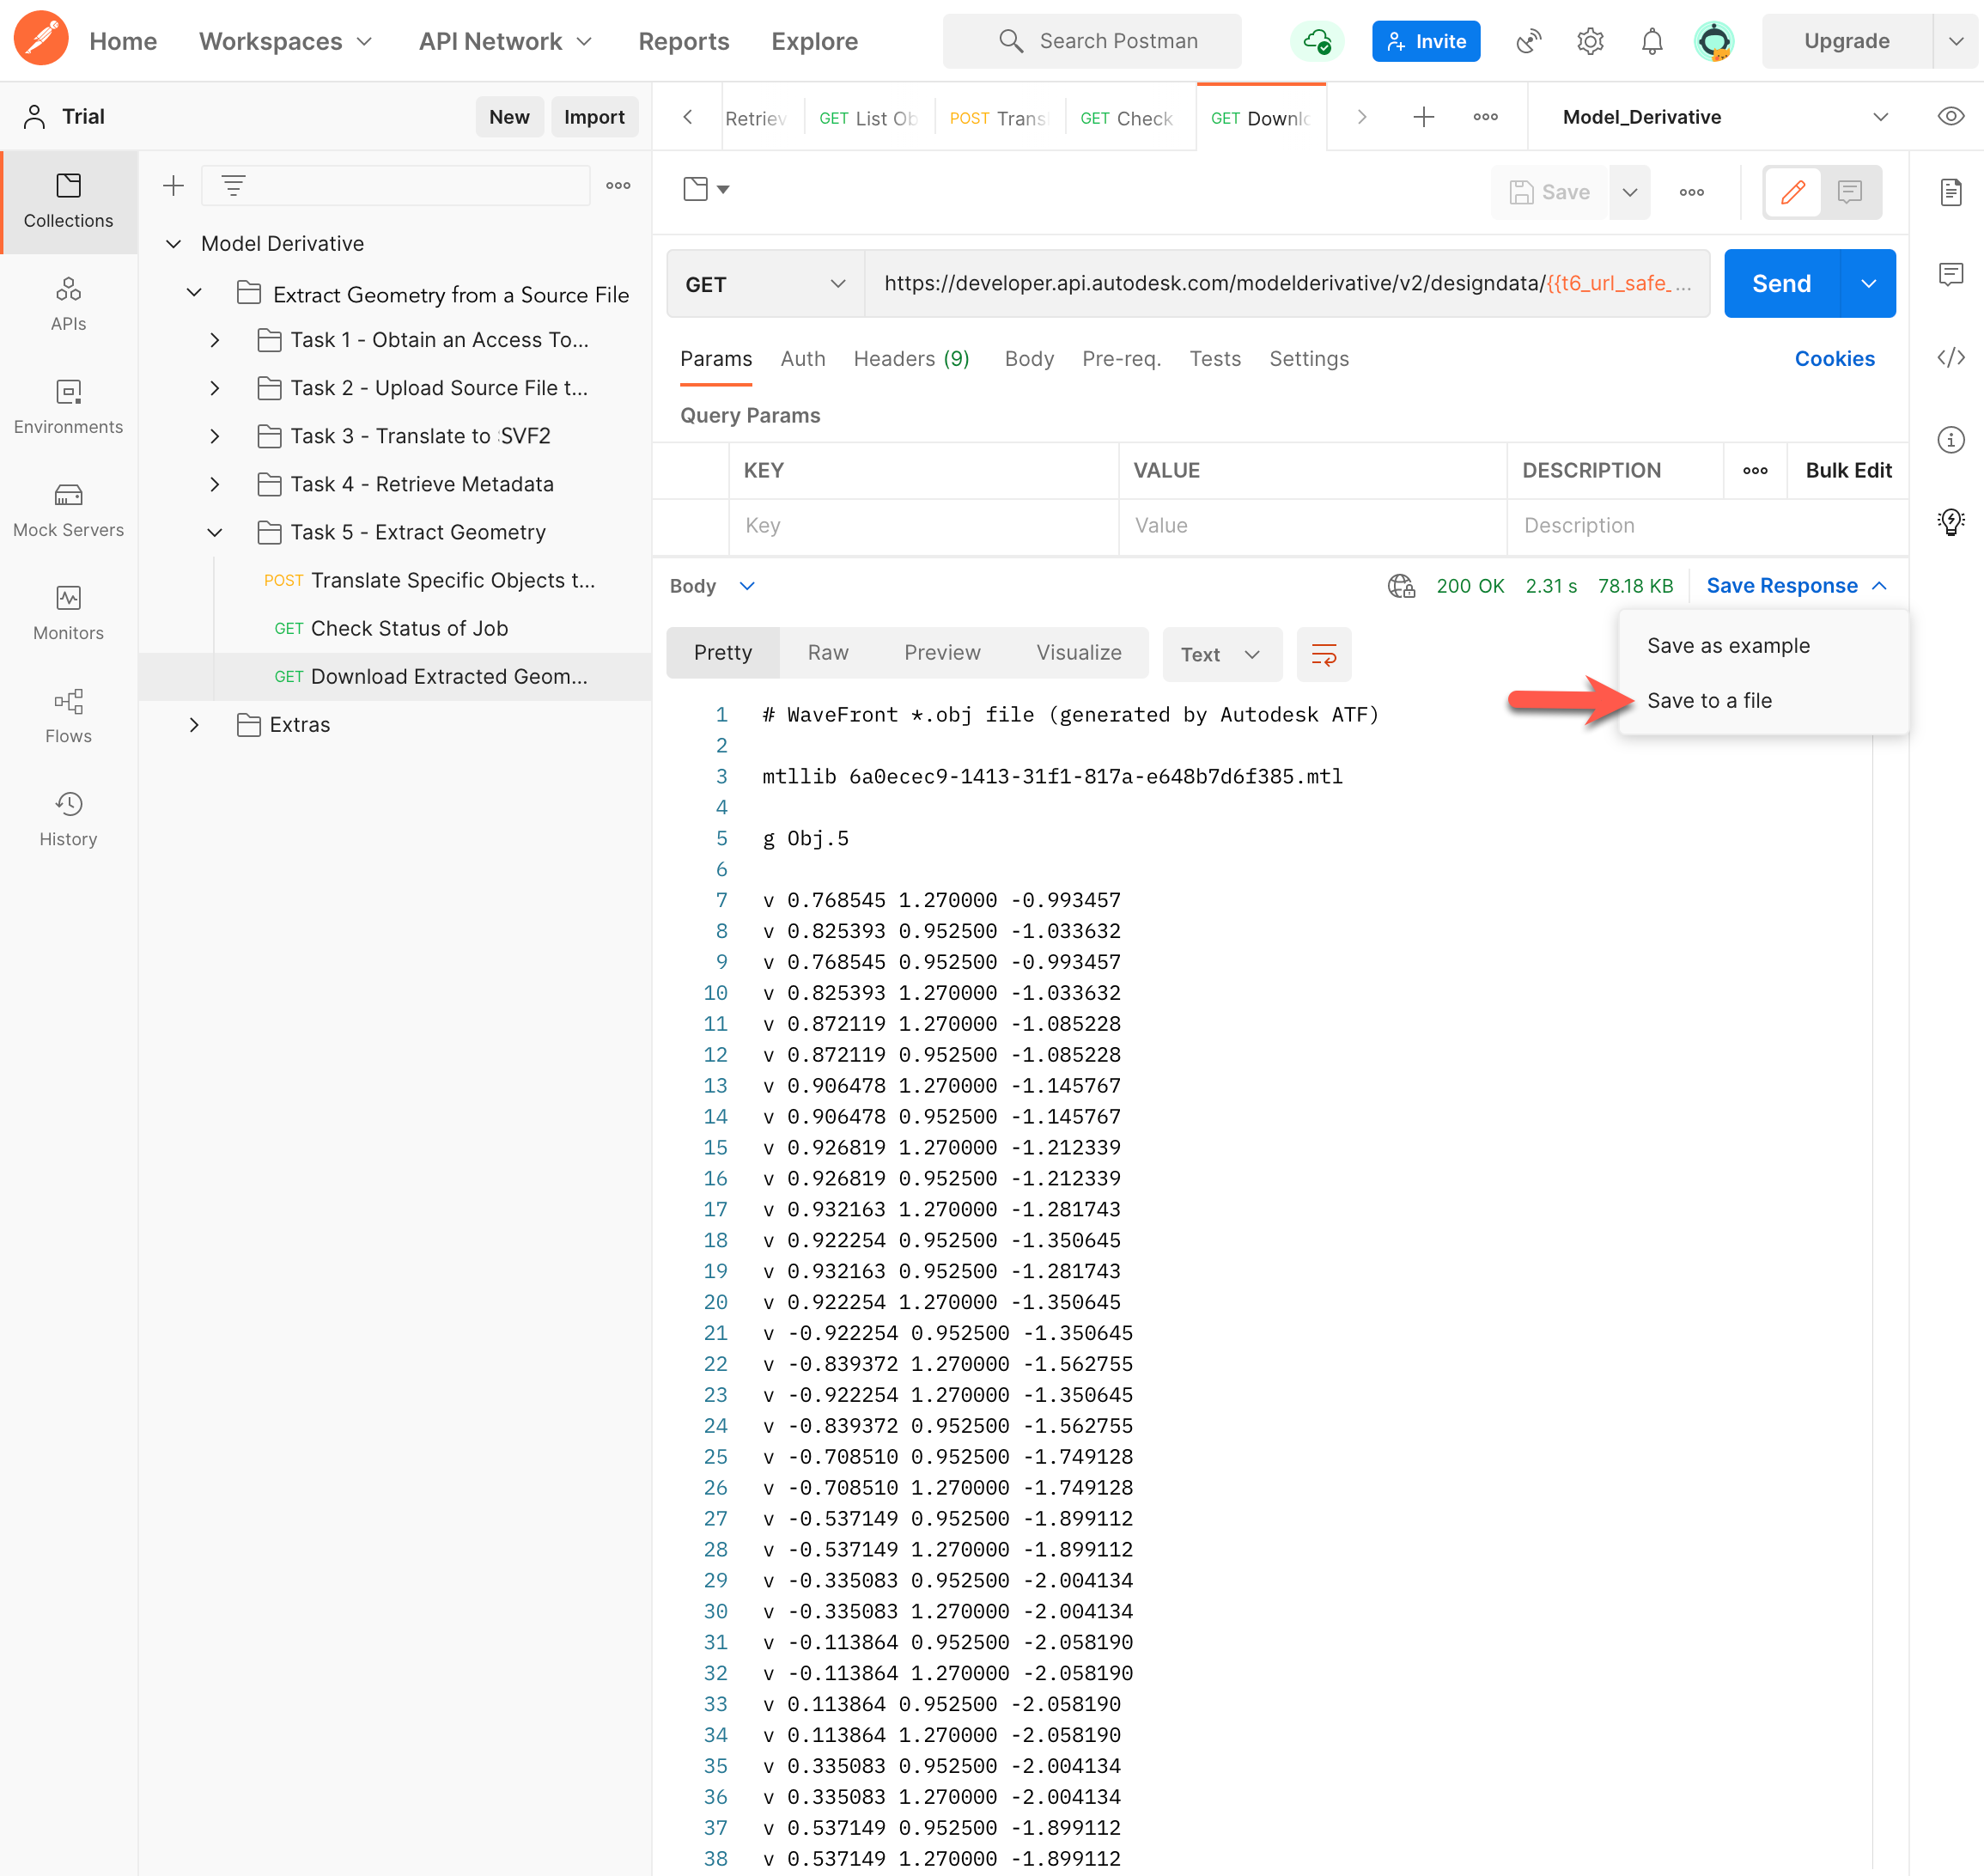 Home Workspaces API Network Reports Explore Search Postman Invite Upgrade
Trial New Import
Retriev GET List Ob POST Trans GET Check GET Downlo Model_Derivative
Collections
APIs
Environments
Mock Servers
Monitors
Flows
History
Model Derivative
Extract Geometry from a Source File
Task 1 - Obtain an Access To...
Task 2 - Upload Source File t...
Task 3 - Translate to SVF2
Task 4 - Retrieve Metadata
Task 5 - Extract Geometry
POST Translate Specific Objects t...
GET Check Status of Job
GET Download Extracted Geom...
Extras
Save
GET https://developer.api.autodesk.com/modelderivative/v2/designdata/{{t6_url_safe_... Send
Params Auth Headers (9) Body Pre-req. Tests Settings Cookies
Query Params
KEY VALUE DESCRIPTION Bulk Edit
Key Value Description
Body 200 OK 2.31 s 78.18 KB Save Response
Save as example
Save to a file
Pretty Raw Preview Visualize Text
1 # WaveFront *.obj file (generated by Autodesk ATF)
2
3 mtllib 6a0ecec9-1413-31f1-817a-e648b7d6f385.mtl
4
5 g Obj.5
6
7 v 0.768545 1.270000 -0.993457
8 v 0.825393 0.952500 -1.033632
9 v 0.768545 0.952500 -0.993457
10 v 0.825393 1.270000 -1.033632
11 v 0.872119 1.270000 -1.085228
12 v 0.872119 0.952500 -1.085228
13 v 0.906478 1.270000 -1.145767
14 v 0.906478 0.952500 -1.145767
15 v 0.926819 1.270000 -1.212339
16 v 0.926819 0.952500 -1.212339
17 v 0.932163 1.270000 -1.281743
18 v 0.922254 0.952500 -1.350645
19 v 0.932163 0.952500 -1.281743
20 v 0.922254 1.270000 -1.350645
21 v -0.922254 0.952500 -1.350645
22 v -0.839372 1.270000 -1.562755
23 v -0.922254 1.270000 -1.350645
24 v -0.839372 0.952500 -1.562755
25 v -0.708510 0.952500 -1.749128
26 v -0.708510 1.270000 -1.749128
27 v -0.537149 0.952500 -1.899112
28 v -0.537149 1.270000 -1.899112
29 v -0.335083 0.952500 -2.004134
30 v -0.335083 1.270000 -2.004134
31 v -0.113864 0.952500 -2.058190
32 v -0.113864 1.270000 -2.058190
33 v 0.113864 0.952500 -2.058190
34 v 0.113864 1.270000 -2.058190
35 v 0.335083 0.952500 -2.004134
36 v 0.335083 1.270000 -2.004134
37 v 0.537149 0.952500 -1.899112
38 v 0.537149 1.270000 -1.899112